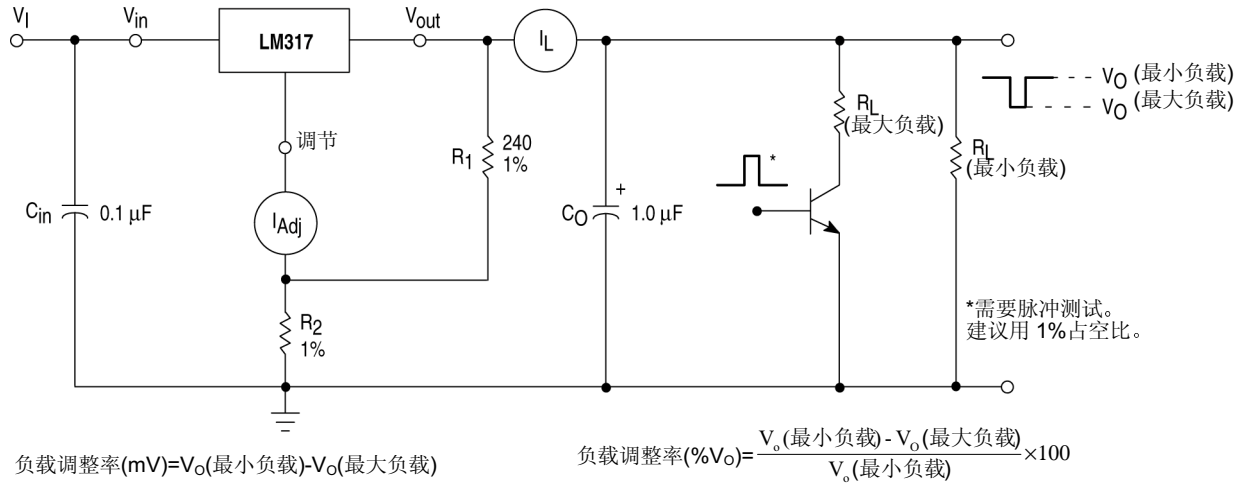 V_I
V_in
LM317
V_out
I_L
V_O (最小负载)
V_O (最大负载)
R_L
(最大负载)
调节
R_1
240
1%
*
R_L
(最小负载)
C_in
0.1 μF
I_Adj
C_O
+
1.0 μF
R_2
1%
*需要脉冲测试。
建议用 1%占空比。
负载调整率(mV)=V_O(最小负载)-V_O(最大负载)
负载调整率(%V_O)=
V_o(最小负载) - V_O(最大负载)
V_o(最小负载)
×100